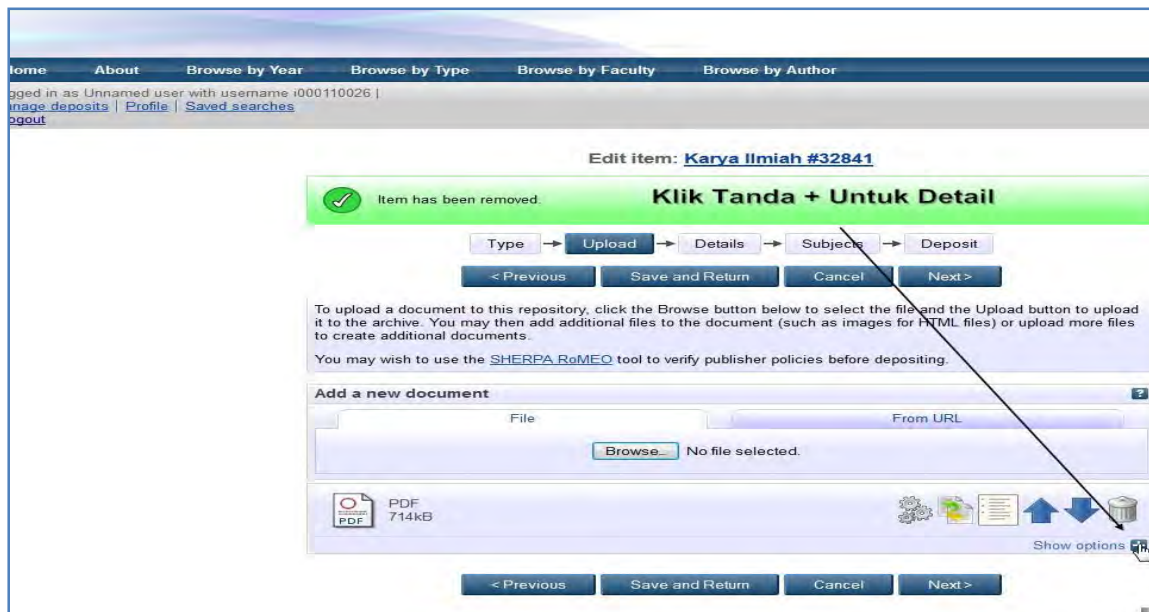 Home About Browse by Year Browse by Type Browse by Faculty Browse by Author
gged in as Unnamed user with username i000110026 |
anage deposits | Profile | Saved searches
ogout
Edit item: Karya Ilmiah #32841
Item has been removed.
Klik Tanda + Untuk Detail
Type Upload Details Subjects Deposit
< Previous Save and Return Cancel Next >
To upload a document to this repository, click the Browse button below to select the file and the Upload button to upload
it to the archive. You may then add additional files to the document (such as images for HTML files) or upload more files
to create additional documents.
You may wish to use the SHERPA RoMEO tool to verify publisher policies before depositing.
Add a new document ?
File From URL
Browse... No file selected.
PDF
PDF
714kB
Show options
< Previous Save and Return Cancel Next >